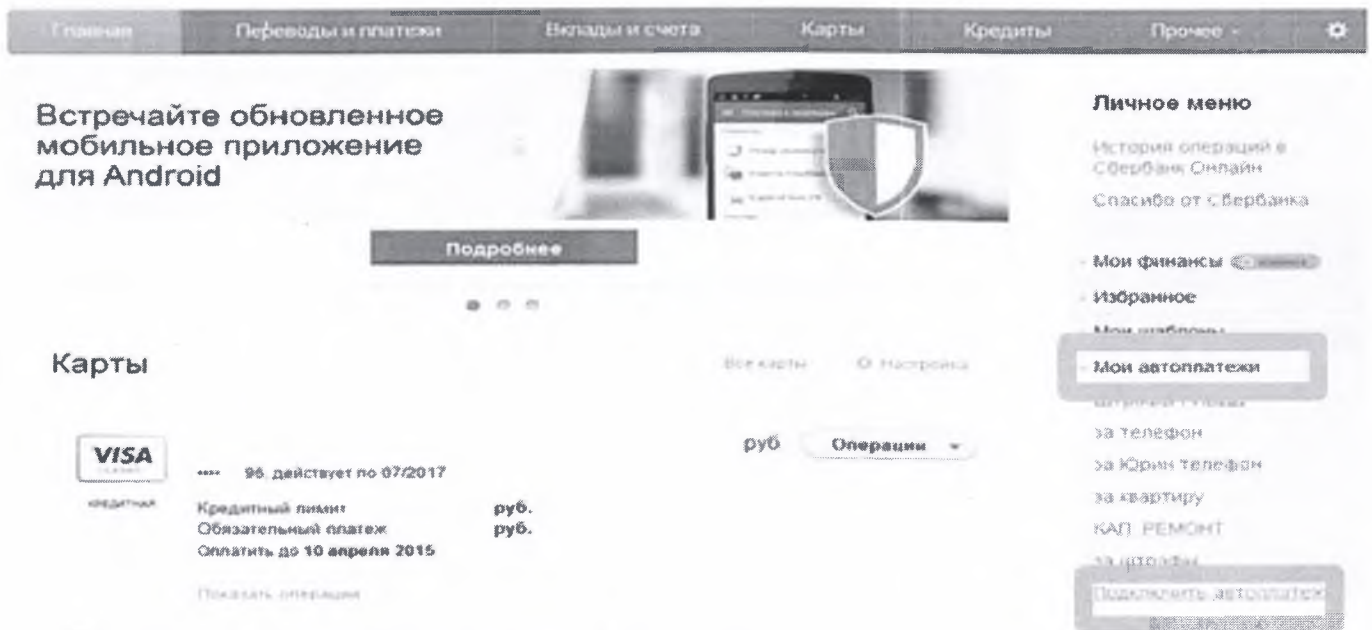 Главная Переводы и платежи Вклады и счета Карты Кредиты Прочее
Встречайте обновленное
мобильное приложение
для Android
Подробнее
Личное меню
История операций в
Сбербанк Онлайн
Спасибо от Сбербанка
Мои финансы
Избранное
Мои шаблоны
Мои автоплатежи
за телефон
за Юрин телефон
за квартиру
КАП. РЕМОНТ
за штрафы
Подключить автоплатеж
Карты
Все карты Настройка
VISA
кредитная
•••• 96, действует по 07/2017
руб Операции
Кредитный лимит руб.
Обязательный платеж руб.
Оплатить до 10 апреля 2015
Показать операции